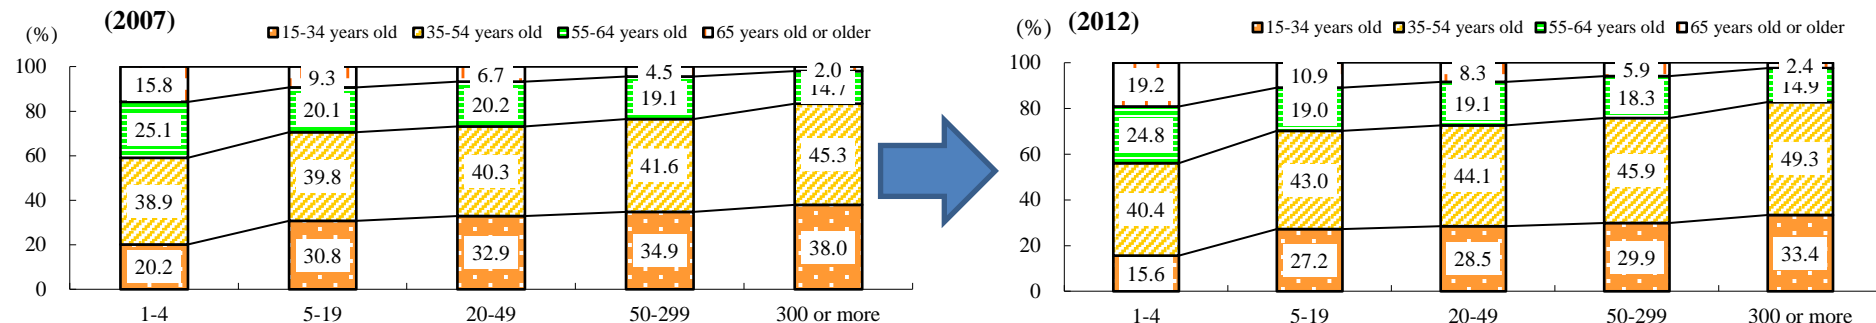 (2007)
(%)
15-34 years old 35-54 years old 55-64 years old 65 years old or older
100
80
60
40
20
0
15.8 9.3 6.7 4.5 2.0
25.1 20.1 20.2 19.1 14.7
38.9 39.8 40.3 41.6 45.3
20.2 30.8 32.9 34.9 38.0
1-4 5-19 20-49 50-299 300 or more
(2012)
(%)
15-34 years old 35-54 years old 55-64 years old 65 years old or older
100
80
60
40
20
0
19.2 10.9 8.3 5.9 2.4
24.8 19.0 19.1 18.3 14.9
40.4 43.0 44.1 45.9 49.3
15.6 27.2 28.5 29.9 33.4
1-4 5-19 20-49 50-299 300 or more